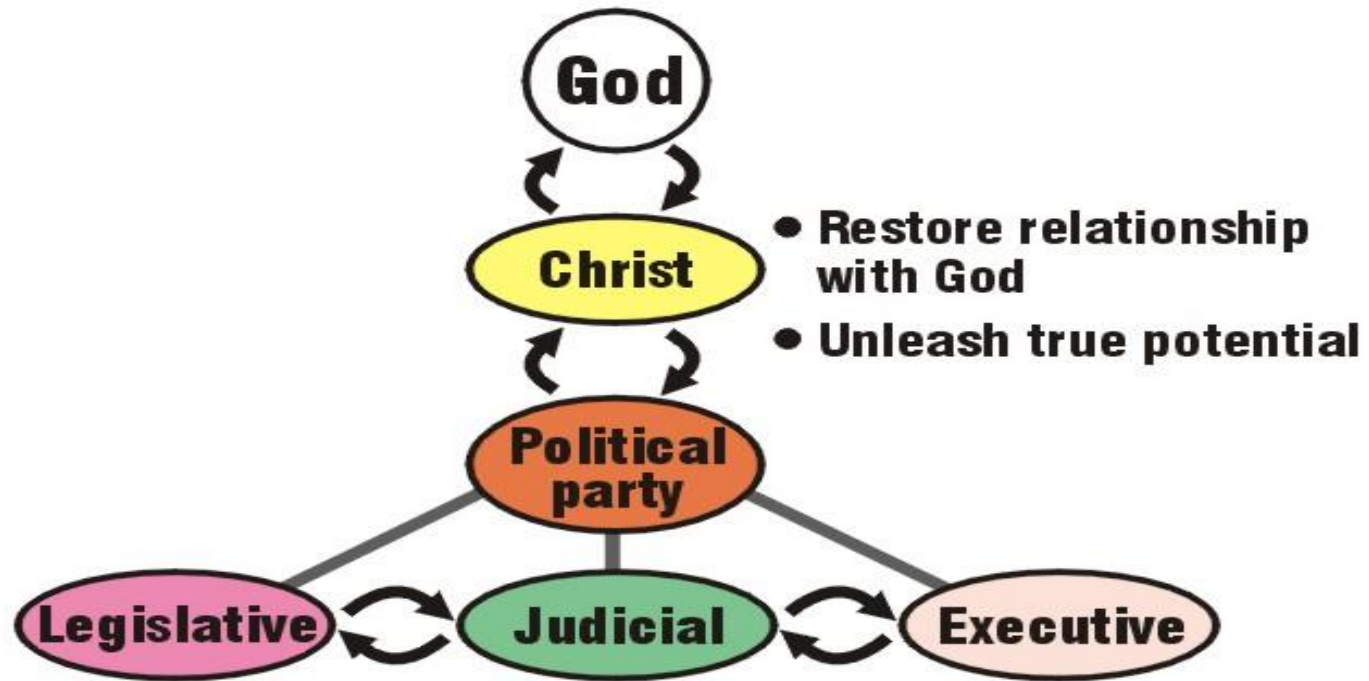 God
Christ
• Restore relationship
with God
• Unleash true potential
Political
party
Legislative
Judicial
Executive